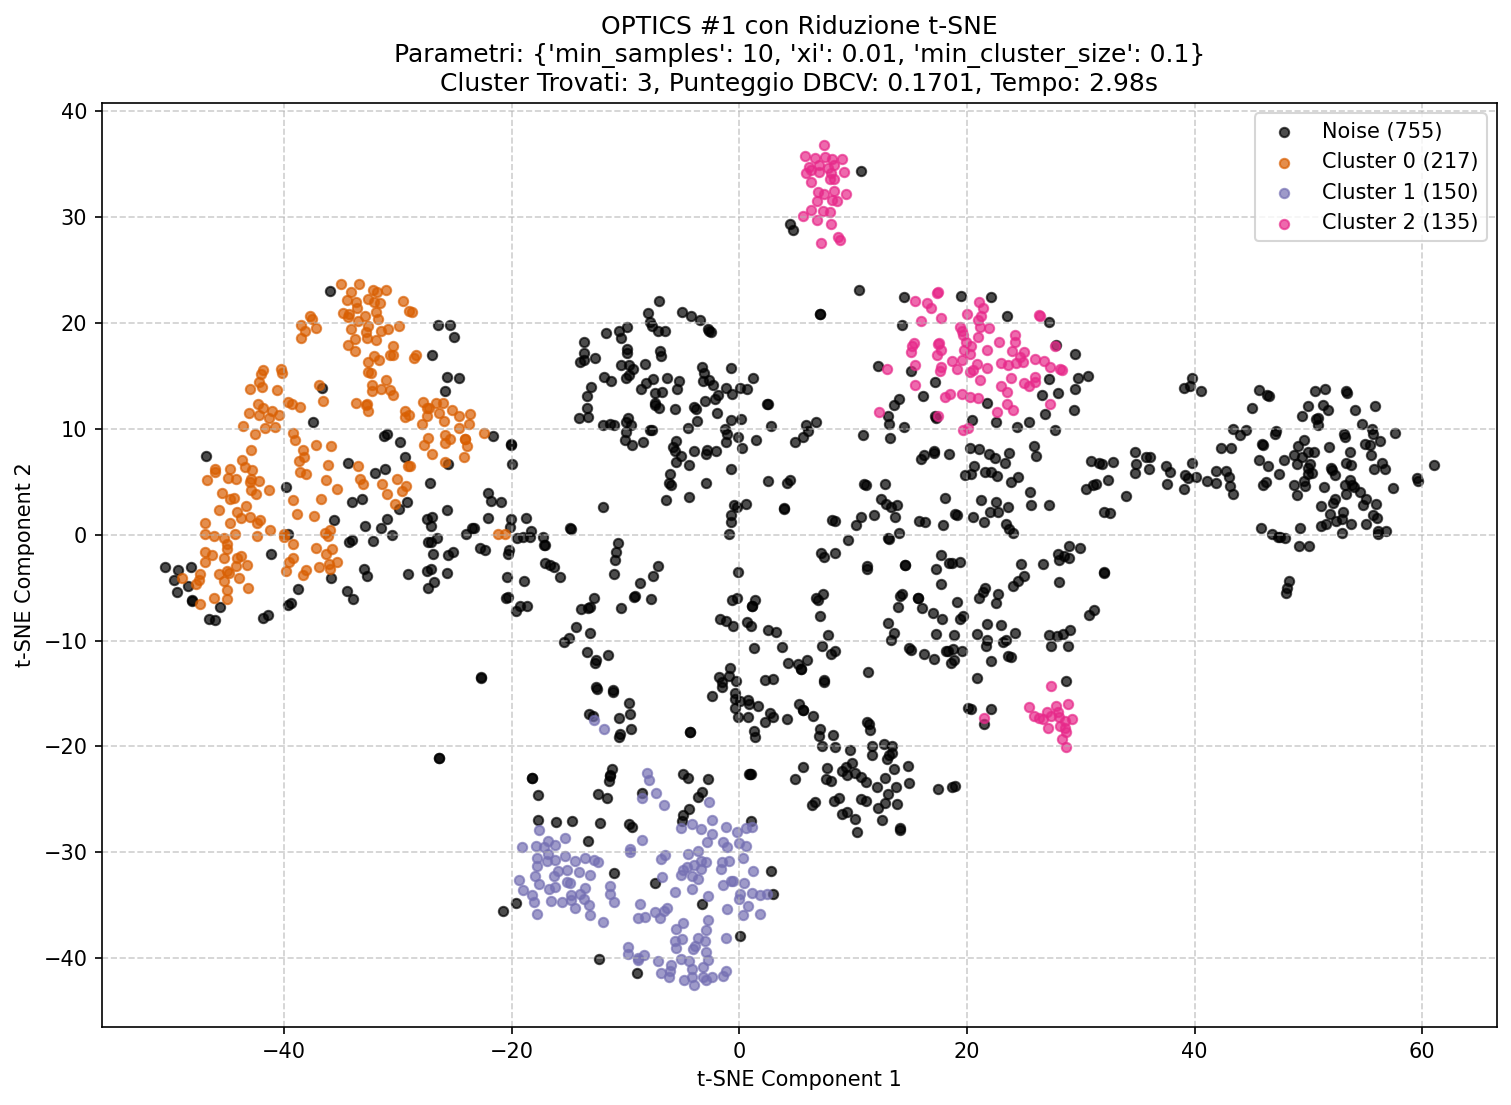 OPTICS #1 con Riduzione t-SNE
Parametri: {'min_samples': 10, 'xi': 0.01, 'min_cluster_size': 0.1}
Cluster Trovati: 3, Punteggio DBCV: 0.1701, Tempo: 2.98s
Noise (755)
Cluster 0 (217)
Cluster 1 (150)
Cluster 2 (135)
t-SNE Component 2
40
30
20
10
0
−10
−20
−30
−40
−40
−20
0
20
40
60
t-SNE Component 1